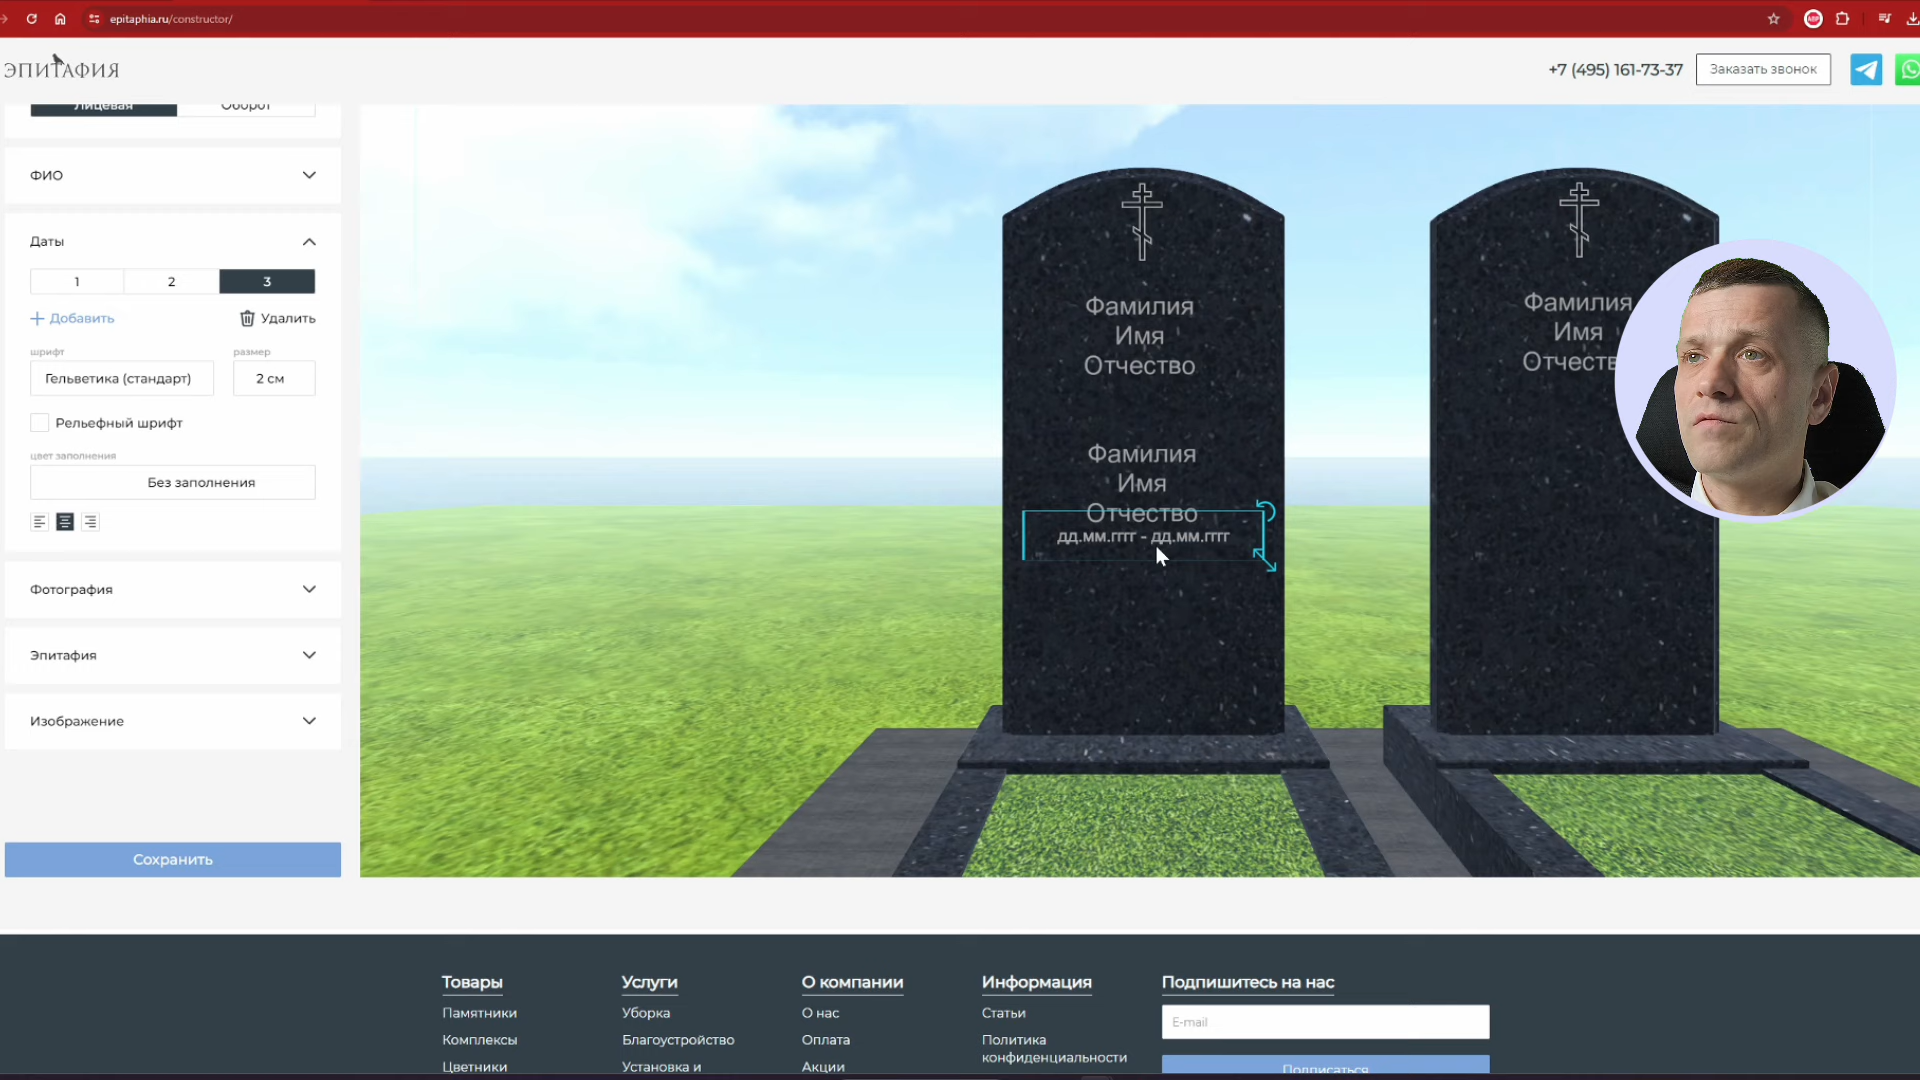 epitaphia.ru/constructor/
ABP
ЭПИТАФИЯ
+7 (495) 161-73-37
Заказать звонок
Лицевая
Оборот
ФИО
Даты
1
2
3
Добавить
Удалить
шрифт
размер
Гельветика (стандарт)
2 см
Рельефный шрифт
цвет заполнения
Без заполнения
Фотография
Эпитафия
Изображение
Сохранить
Фамилия
Имя
Отчество
Фамилия
Имя
Отчество
дд.мм.гггг - дд.мм.гггг
Фамилия
Имя
Товары
Памятники
Комплексы
Цветники
Услуги
Уборка
Благоустройство
Установка и
О компании
О нас
Оплата
Акции
Информация
Статьи
Политика
конфиденциальности
Подпишитесь на нас
E-mail
Подписаться